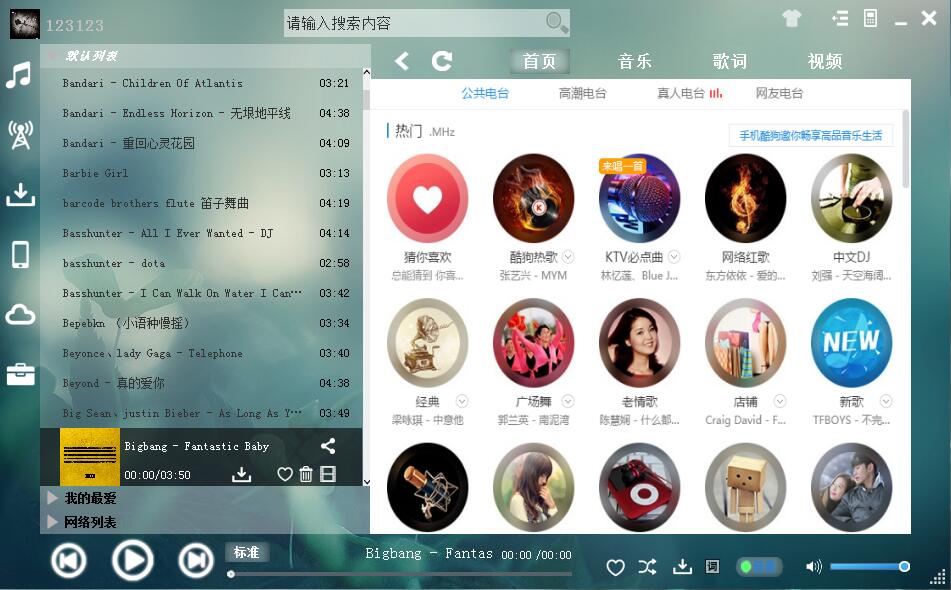 123123
请输入搜索内容
默认列表
首页 音乐 歌词 视频
Bandari - Children Of Atlantis 03:21
Bandari - Endless Horizon - 无垠地平线 04:38
Bandari - 重回心灵花园 04:09
Barbie Girl 03:13
barcode brothers flute 笛子舞曲 04:19
Basshunter - All I Ever Wanted - DJ 04:14
basshunter - dota 02:58
Basshunter - I Can Walk On Water I Can… 03:42
Bepebkn （小语种慢摇） 03:34
Beyonce、lady Gaga - Telephone 03:40
Beyond - 真的爱你 04:38
Big Sean、justin Bieber - As Long As Y… 03:49
Bigbang - Fantastic Baby
00:00/03:50
我的最爱
网络列表
公共电台 高潮电台 真人电台 网友电台
热门 .MHz
手机酷狗邀你畅享高品音乐生活
来唱一首
K
猜你喜欢 酷狗热歌 KTV必点曲 网络红歌 中文DJ
总能猜到 你喜... 张艺兴 - MYM 林忆莲、Blue J... 东方依依 - 爱的... 刘强 - 天空海阔...
NEW
经典 广场舞 老情歌 店铺 新歌
梁咏琪 - 中意他 郭兰英 - 南泥湾 陈慧娴 - 什么都... Craig David - F... TFBOYS - 不完...
标准
Bigbang - Fantas 00:00 /00:00
词